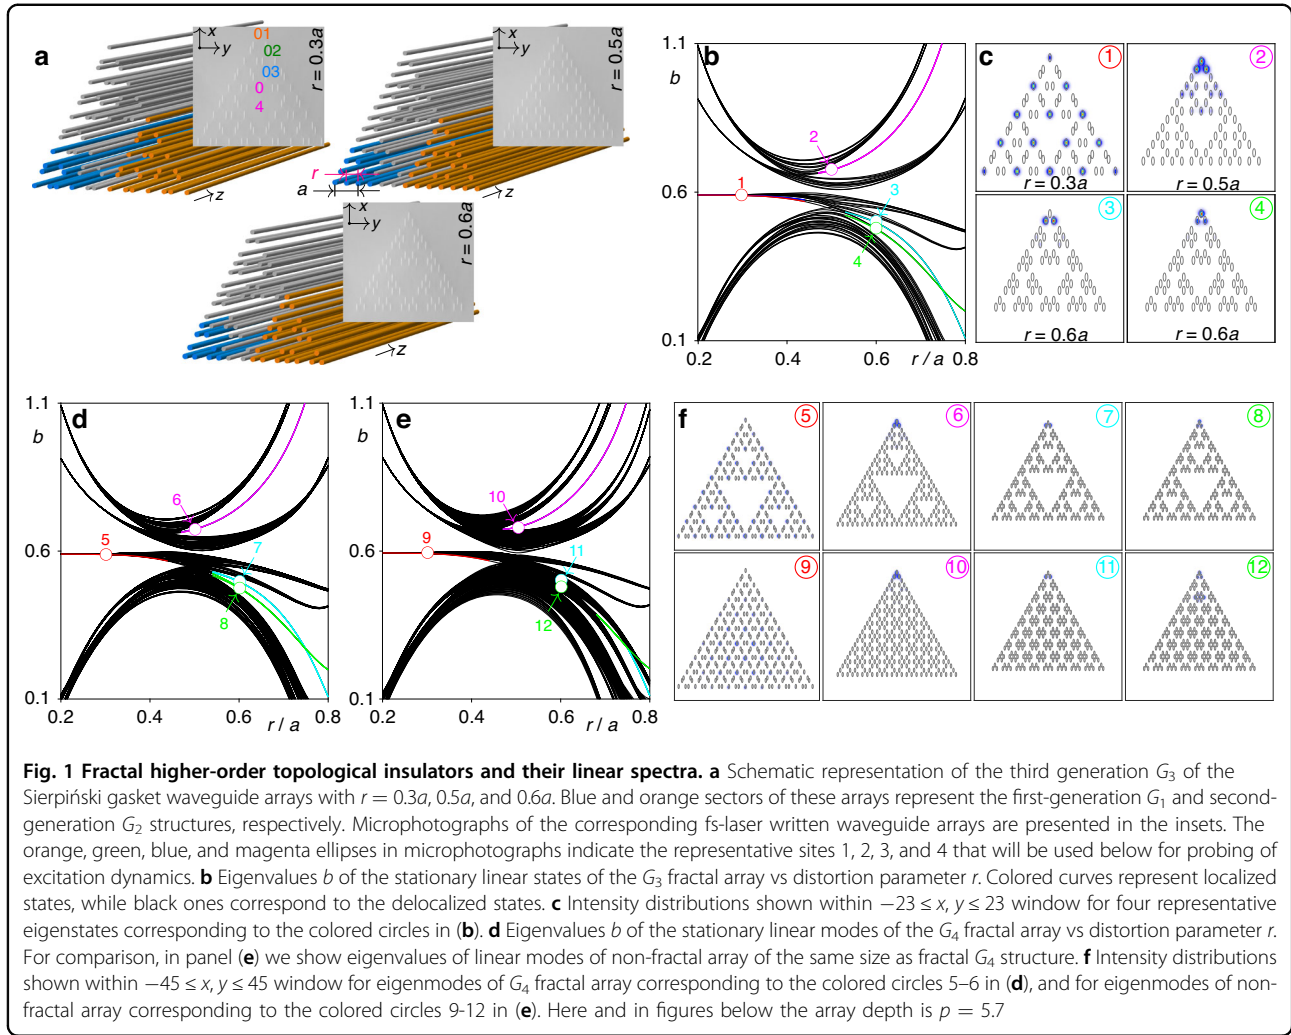 a
x
y
01
02
03
0
4
r = 0.3a
x
y
r = 0.5a
r
a
z
z
x
y
r = 0.6a
z
b
1.1
b
0.6
0.1
0.2
0.4
0.6
r / a
0.8
1
2
3
4
c
1
r = 0.3a
2
r = 0.5a
3
r = 0.6a
4
r = 0.6a
d
1.1
b
0.6
0.1
0.2
0.4
0.6
r / a
0.8
5
6
7
8
e
1.1
b
0.6
0.1
0.2
0.4
0.6
r / a
0.8
9
10
11
12
f
5
6
7
8
9
10
11
12
Fig. 1 Fractal higher-order topological insulators and their linear spectra. a Schematic representation of the third generation G3 of the
Sierpiński gasket waveguide arrays with r = 0.3a, 0.5a, and 0.6a. Blue and orange sectors of these arrays represent the first-generation G1 and second-
generation G2 structures, respectively. Microphotographs of the corresponding fs-laser written waveguide arrays are presented in the insets. The
orange, green, blue, and magenta ellipses in microphotographs indicate the representative sites 1, 2, 3, and 4 that will be used below for probing of
excitation dynamics. b Eigenvalues b of the stationary linear states of the G3 fractal array vs distortion parameter r. Colored curves represent localized
states, while black ones correspond to the delocalized states. c Intensity distributions shown within −23 ≤ x, y ≤ 23 window for four representative
eigenstates corresponding to the colored circles in (b). d Eigenvalues b of the stationary linear modes of the G4 fractal array vs distortion parameter r.
For comparison, in panel (e) we show eigenvalues of linear modes of non-fractal array of the same size as fractal G4 structure. f Intensity distributions
shown within −45 ≤ x, y ≤ 45 window for eigenmodes of G4 fractal array corresponding to the colored circles 5–6 in (d), and for eigenmodes of non-
fractal array corresponding to the colored circles 9-12 in (e). Here and in figures below the array depth is p = 5.7